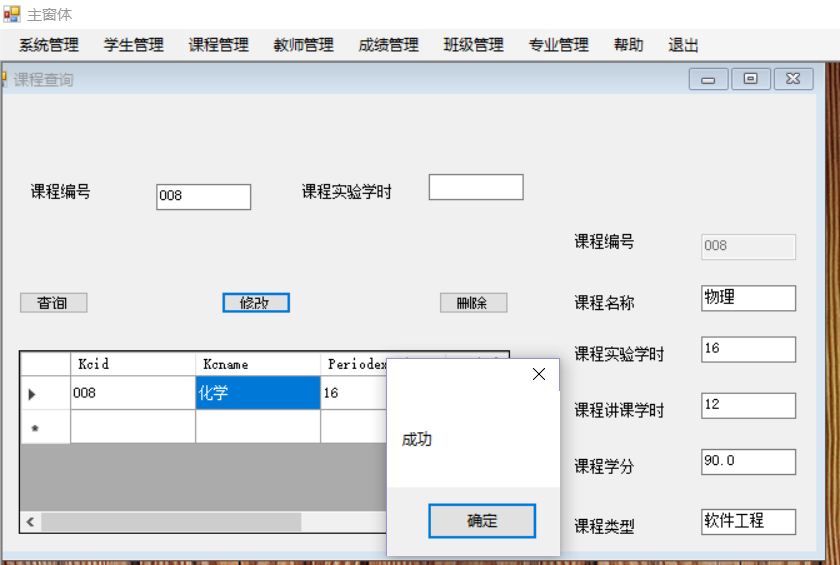 主窗体
系统管理 学生管理 课程管理 教师管理 成绩管理 班级管理 专业管理 帮助 退出
课程查询
课程编号 008 课程实验学时
课程编号 008
查询 修改 删除 课程名称 物理
课程实验学时 16
Kcid Kcname Periodex
008 化学 16
课程讲课学时 12
成功
课程学分 90.0
确定
课程类型 软件工程